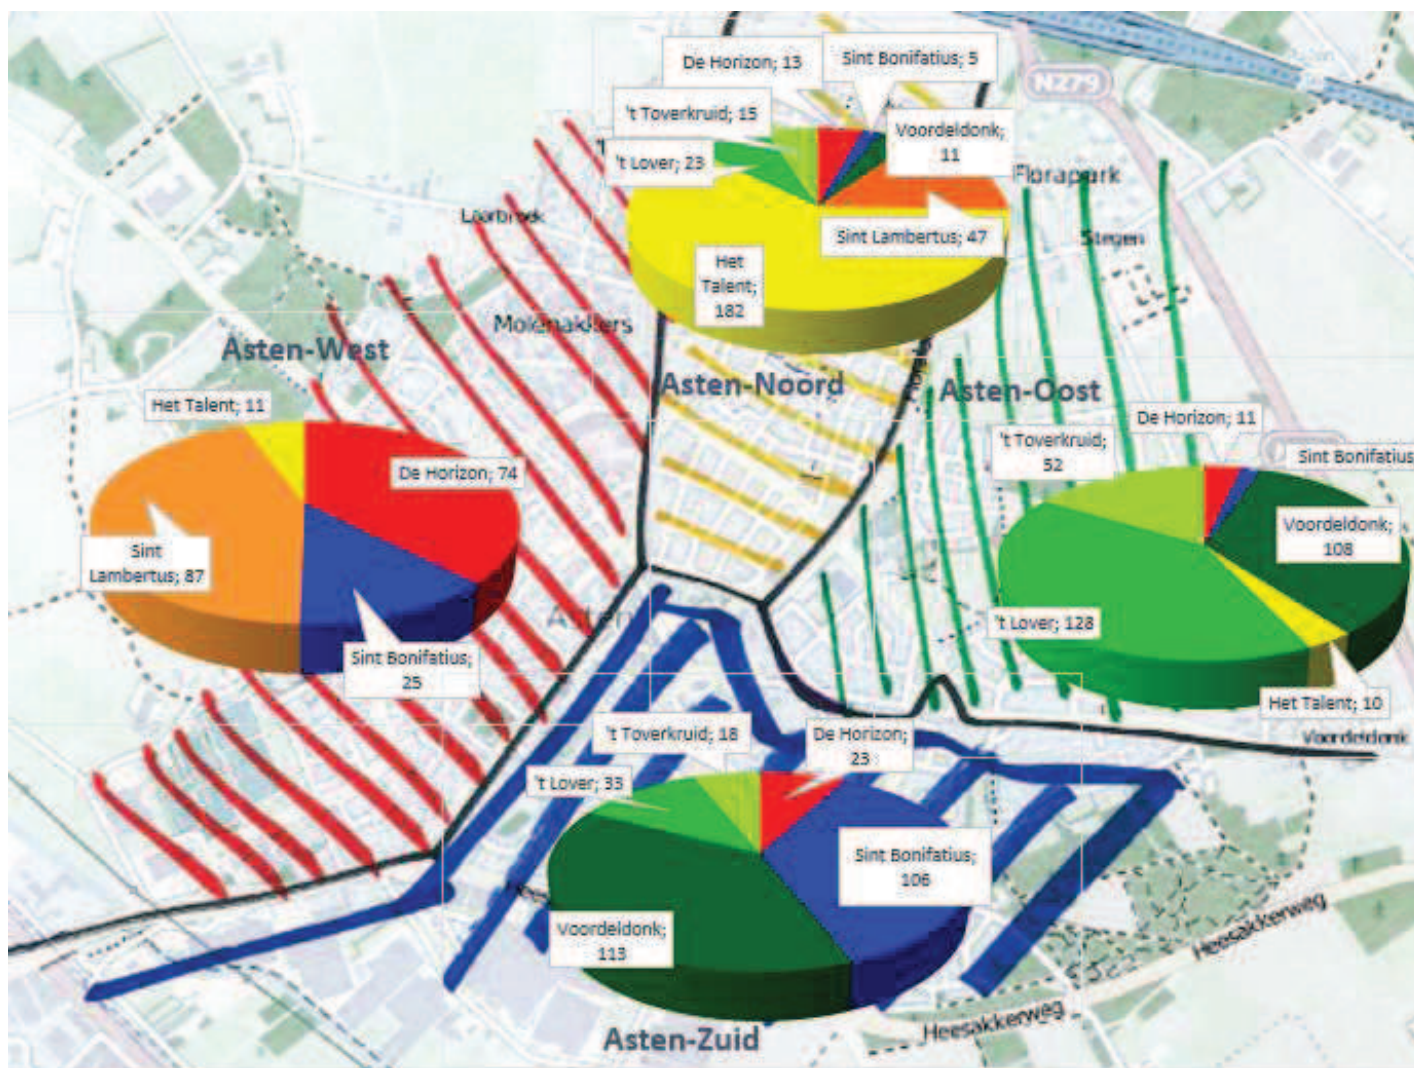 De Horizon; 13
Sint Bonifatius; 5
N279
't Toverkruid; 15
Voordeldonk;
11
't Lover; 23
Florapark
Laarbroek
Sint Lambertus; 47
Stegen
Het
Talent;
182
Molenakkers
Asten-West
Asten-Noord
Asten-Oost
Het Talent; 11
De Horizon; 11
't Toverkruid;
52
Sint Bonifatius
De Horizon; 74
Voordeldonk;
108
Sint
Lambertus; 87
Asten
't Lover; 128
Sint Bonifatius;
25
Het Talent; 10
't Toverkruid; 18
De Horizon;
23
Voordeldonk
't Lover; 33
Sint Bonifatius;
106
Voordeldonk;
113
Heesakkerweg
Heesakkerweg
Asten-Zuid